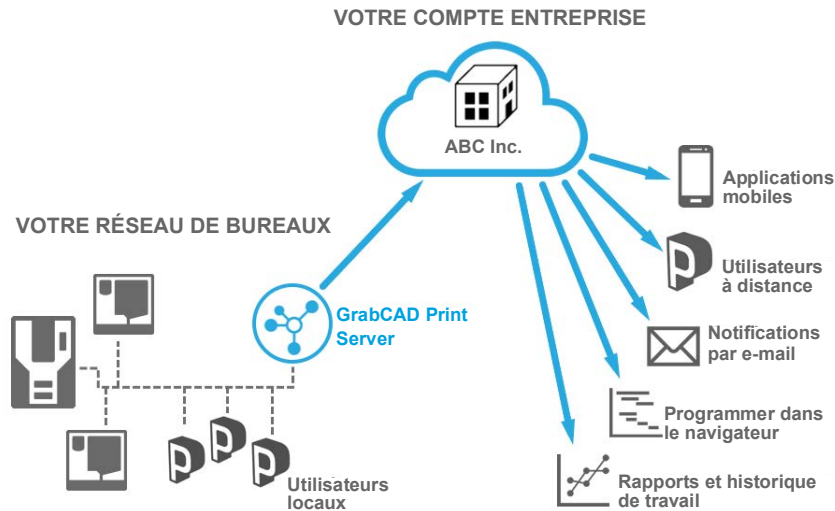 VOTRE COMPTE ENTREPRISE
ABC Inc.
Applications
mobiles
VOTRE RÉSEAU DE BUREAUX
Utilisateurs
à distance
GrabCAD Print
Server
Notifications
par e-mail
Programmer dans
le navigateur
Utilisateurs
locaux
Rapports et historique
de travail